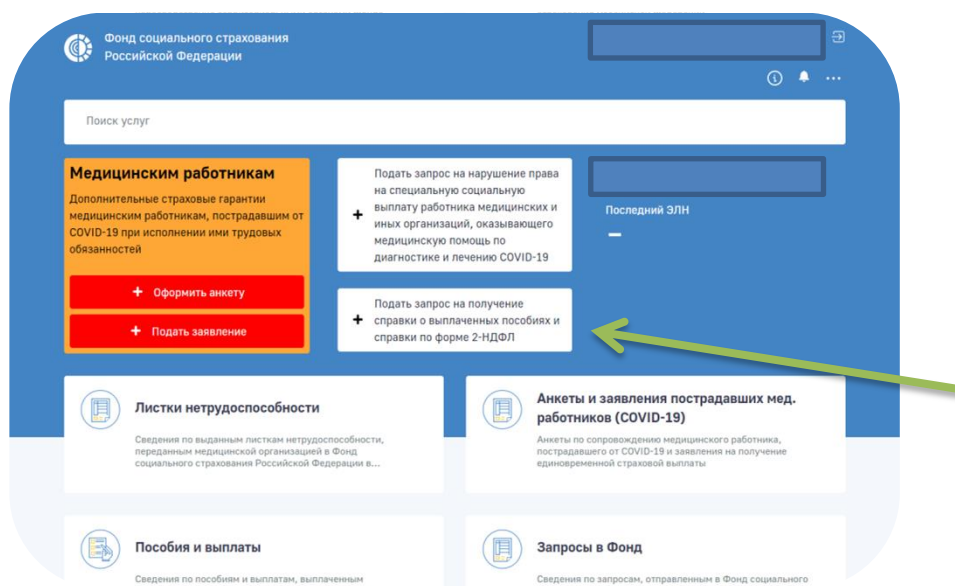 Фонд социального страхования
Российской Федерации
Поиск услуг
Медицинским работникам
Дополнительные страховые гарантии
медицинским работникам, пострадавшим от
COVID-19 при исполнении ими трудовых
обязанностей
+ Оформить анкету
+ Подать заявление
Подать запрос на нарушение права
на специальную социальную
+ выплату работника медицинских и
иных организаций, оказывающего
медицинскую помощь по
диагностике и лечению COVID-19
Подать запрос на получение
+ справки о выплаченных пособиях и
справки по форме 2-НДФЛ
Последний ЭЛН
–
Листки нетрудоспособности
Сведения по выданным листкам нетрудоспособности,
переданным медицинской организацией в Фонд
социального страхования Российской Федерации в...
Анкеты и заявления пострадавших мед.
работников (COVID-19)
Анкеты по сопровождению медицинского работника,
пострадавшего от COVID-19 и заявления на получение
единовременной страховой выплаты
Пособия и выплаты
Сведения по пособиям и выплатам, выплаченным
Запросы в Фонд
Сведения по запросам, отправленным в Фонд социального